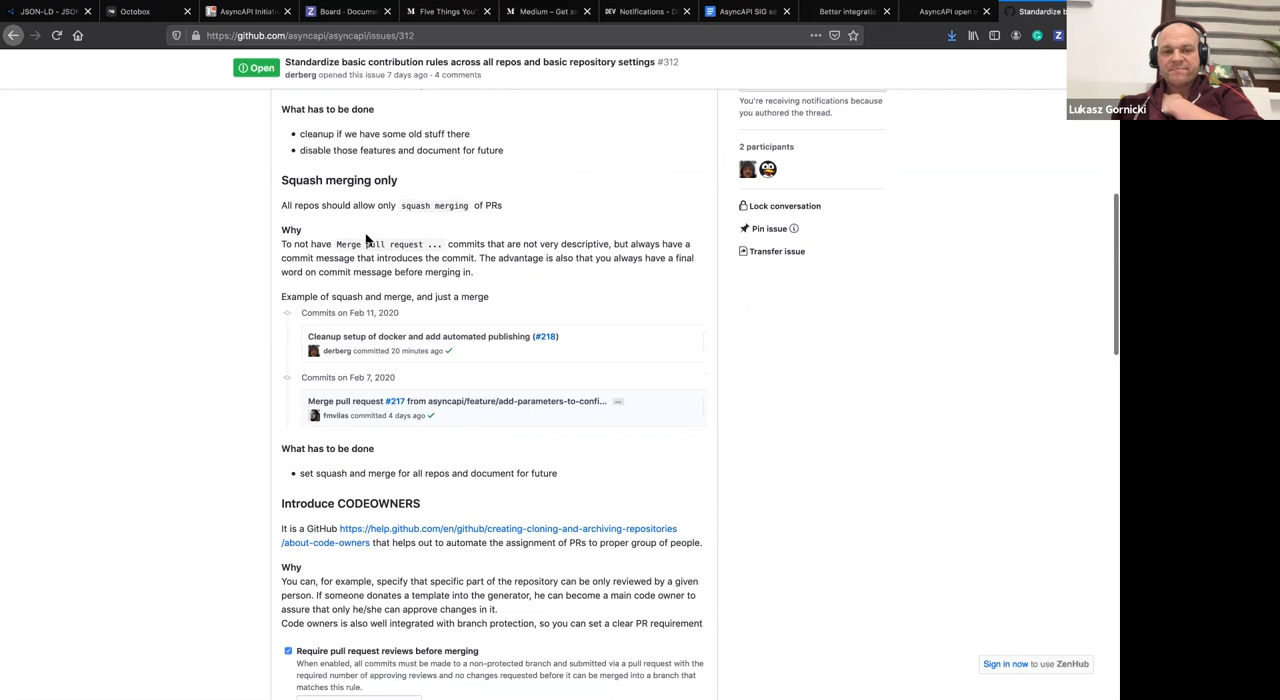 JSON-LD -
Octobox
AsyncAPI Initiati
Board · Docume
Five Things You'
Medium – Get s
Notifications - D
AsyncAPI SIG
Better integratio
AsyncAPI open
Standardize b
https://github.com/asyncapi/asyncapi/issues/312
Lukasz Gornicki
Open
Standardize basic contribution rules across all repos and basic repository settings #312
derberg opened this issue 7 days ago · 4 comments
What has to be done
• cleanup if we have some old stuff there
• disable those features and document for future
Squash merging only
All repos should allow only squash merging of PRs
Why
To not have Merge pull request ... commits that are not very descriptive, but always have a
commit message that introduces the commit. The advantage is also that you always have a final
word on commit message before merging in.
Example of squash and merge, and just a merge
Commits on Feb 11, 2020
Cleanup setup of docker and add automated publishing (#218)
derberg committed 20 minutes ago ✓
Commits on Feb 7, 2020
Merge pull request #217 from asyncapi/feature/add-parameters-to-confi... ...
fmvilas committed 4 days ago ✓
What has to be done
• set squash and merge for all repos and document for future
Introduce CODEOWNERS
It is a GitHub https://help.github.com/en/github/creating-cloning-and-archiving-repositories
/about-code-owners that helps out to automate the assignment of PRs to proper group of people.
Why
You can, for example, specify that specific part of the repository can be only reviewed by a given
person. If someone donates a template into the generator, he can become a main code owner to
assure that only he/she can approve changes in it.
Code owners is also well integrated with branch protection, so you can set a clear PR requirement
Require pull request reviews before merging
When enabled, all commits must be made to a non-protected branch and submitted via a pull request with the
required number of approving reviews and no changes requested before it can be merged into a branch that
matches this rule.
You're receiving notifications because
you authored the thread.
2 participants
Lock conversation
Pin issue
Transfer issue
Sign in now to use ZenHub